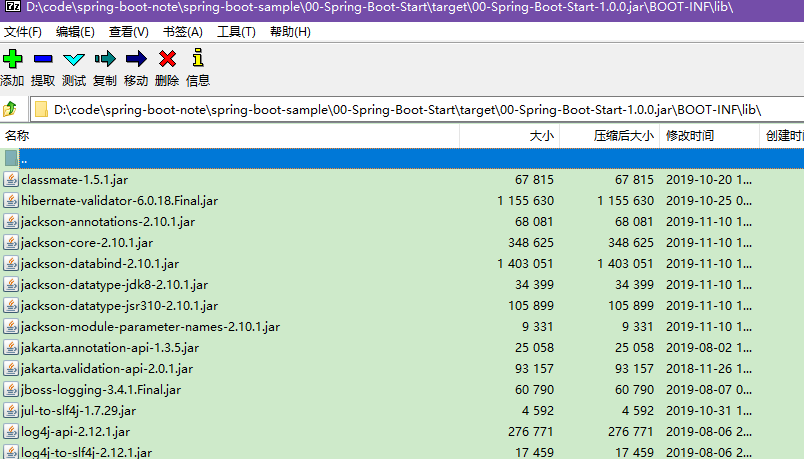 D:\code\spring-boot-note\spring-boot-sample\00-Spring-Boot-Start\target\00-Spring-Boot-Start-1.0.0.jar\BOOT-INF\lib\
文件(F) 编辑(E) 查看(V) 书签(A) 工具(T) 帮助(H)
添加 提取 测试 复制 移动 删除 信息
D:\code\spring-boot-note\spring-boot-sample\00-Spring-Boot-Start\target\00-Spring-Boot-Start-1.0.0.jar\BOOT-INF\lib\
名称 大小 压缩后大小 修改时间 创建时
..
classmate-1.5.1.jar 67 815 67 815 2019-10-20 1...
hibernate-validator-6.0.18.Final.jar 1 155 630 1 155 630 2019-10-25 0...
jackson-annotations-2.10.1.jar 68 081 68 081 2019-11-10 1...
jackson-core-2.10.1.jar 348 625 348 625 2019-11-10 1...
jackson-databind-2.10.1.jar 1 403 051 1 403 051 2019-11-10 1...
jackson-datatype-jdk8-2.10.1.jar 34 399 34 399 2019-11-10 1...
jackson-datatype-jsr310-2.10.1.jar 105 899 105 899 2019-11-10 1...
jackson-module-parameter-names-2.10.1.jar 9 331 9 331 2019-11-10 1...
jakarta.annotation-api-1.3.5.jar 25 058 25 058 2019-08-02 1...
jakarta.validation-api-2.0.1.jar 93 157 93 157 2018-11-26 1...
jboss-logging-3.4.1.Final.jar 60 790 60 790 2019-08-07 0...
jul-to-slf4j-1.7.29.jar 4 592 4 592 2019-10-31 1...
log4j-api-2.12.1.jar 276 771 276 771 2019-08-06 2...
log4j-to-slf4j-2.12.1.jar 17 459 17 459 2019-08-06 2...